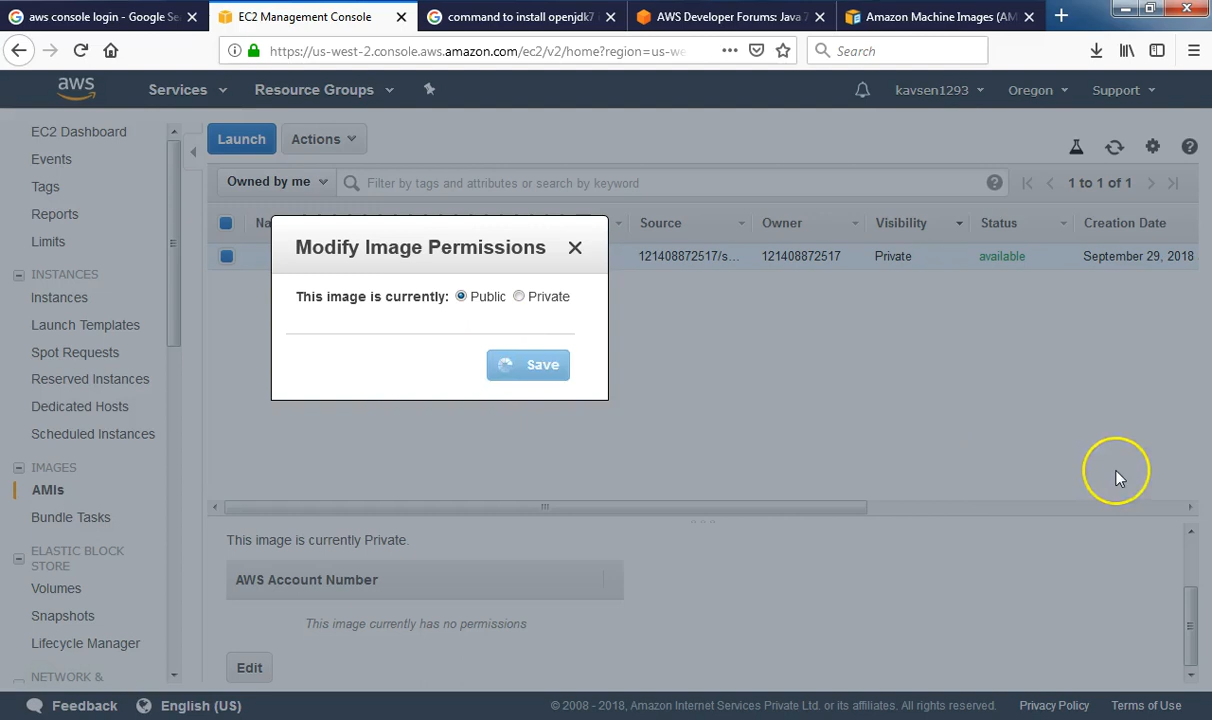 aws console login - Google Se
EC2 Management Console
command to install openjdk7
AWS Developer Forums: Java 7
Amazon Machine Images (AM
https://us-west-2.console.aws.amazon.com/ec2/v2/home?region=us-we
Search
aws
Services
Resource Groups
kavsen1293
Oregon
Support
EC2 Dashboard
Events
Tags
Reports
Limits
INSTANCES
Instances
Launch Templates
Spot Requests
Reserved Instances
Dedicated Hosts
Scheduled Instances
IMAGES
AMIs
Bundle Tasks
ELASTIC BLOCK
STORE
Volumes
Snapshots
Lifecycle Manager
NETWORK &
Launch
Actions
Owned by me
Filter by tags and attributes or search by keyword
1 to 1 of 1
Na
Source
Owner
Visibility
Status
Creation Date
121408872517/s...
121408872517
Private
available
September 29, 2018
Modify Image Permissions
This image is currently: Public Private
Save
This image is currently Private.
AWS Account Number
This image currently has no permissions
Edit
Feedback
English (US)
© 2008 - 2018, Amazon Internet Services Private Ltd. or its affiliates. All rights reserved.
Privacy Policy
Terms of Use